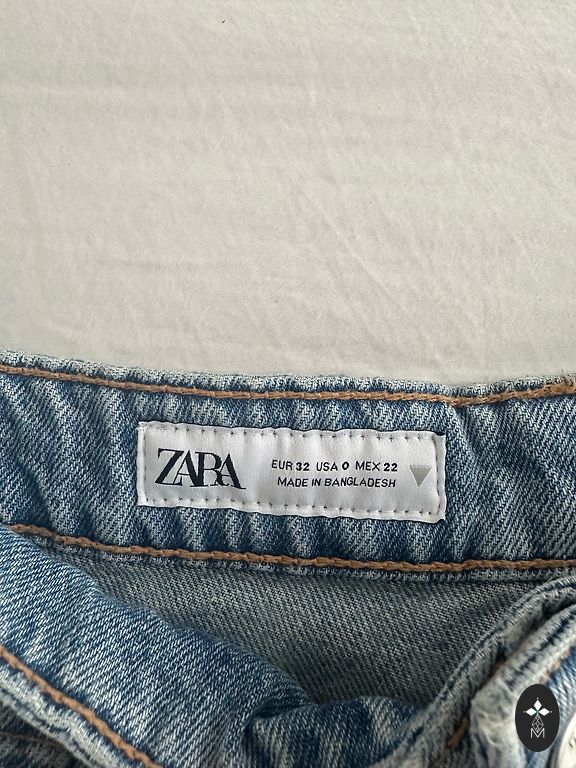 ZARA
EUR 32 USA 0 MEX 22
MADE IN BANGLADESH
M